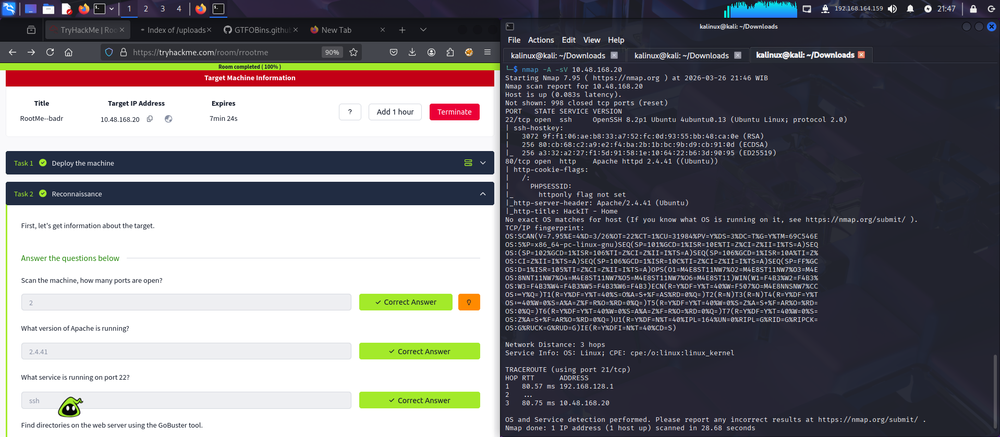 1 2 3 4 192.168.164.159 21:47
TryHackMe | Roo Index of /uploads GTFOBins.githu New Tab
https://tryhackme.com/room/rrootme 90%
Room completed ( 100% )
Target Machine Information
Title Target IP Address Expires
RootMe--badr 10.48.168.20 7min 24s ? Add 1 hour Terminate
Task 1 Deploy the machine
Task 2 Reconnaissance
First, let's get information about the target.
Answer the questions below
Scan the machine, how many ports are open?
2 Correct Answer
What version of Apache is running?
2.4.41 Correct Answer
What service is running on port 22?
ssh Correct Answer
Find directories on the web server using the GoBuster tool.
kalinux@kali: ~/Downloads
File Actions Edit View Help
kalinux@kali: ~/Downloads kalinux@kali: ~/Downloads kalinux@kali: ~/Downloads
└─$ nmap -A -sV 10.48.168.20
Starting Nmap 7.95 ( https://nmap.org ) at 2026-03-26 21:46 WIB
Nmap scan report for 10.48.168.20
Host is up (0.083s latency).
Not shown: 998 closed tcp ports (reset)
PORT   STATE SERVICE VERSION
22/tcp open  ssh     OpenSSH 8.2p1 Ubuntu 4ubuntu0.13 (Ubuntu Linux; protocol 2.0)
| ssh-hostkey:
|   3072 9f:f1:06:ae:b8:33:a7:52:fc:0d:93:55:bb:48:ca:0e (RSA)
|   256 80:cb:68:c2:a9:e2:f4:ba:2b:1b:bc:9b:d9:cb:91:0d (ECDSA)
|_  256 a3:32:a2:27:f1:5d:91:58:1e:10:64:22:b6:3d:90:95 (ED25519)
80/tcp open  http    Apache httpd 2.4.41 ((Ubuntu))
| http-cookie-flags:
|   /:
|     PHPSESSID:
|_      httponly flag not set
|_http-server-header: Apache/2.4.41 (Ubuntu)
|_http-title: HackIT - Home
No exact OS matches for host (If you know what OS is running on it, see https://nmap.org/submit/ ).
TCP/IP fingerprint:
OS:SCAN(V=7.95%E=4%D=3/26%OT=22%CT=1%CU=31984%PV=Y%DS=3%DC=T%G=Y%TM=69C546E
OS:5%P=x86_64-pc-linux-gnu)SEQ(SP=101%GCD=1%ISR=10E%TI=Z%CI=Z%II=I%TS=A)SEQ
OS:(SP=102%GCD=1%ISR=106%TI=Z%CI=Z%II=I%TS=A)SEQ(SP=106%GCD=1%ISR=10A%TI=Z%
OS:CI=Z%II=I%TS=A)SEQ(SP=106%GCD=1%ISR=10C%TI=Z%CI=Z%II=I%TS=A)SEQ(SP=FF%GC
OS:D=1%ISR=105%TI=Z%CI=Z%II=I%TS=A)OPS(O1=M4E8ST11NW7%O2=M4E8ST11NW7%O3=M4E
OS:8NNT11NW7%O4=M4E8ST11NW7%O5=M4E8ST11NW7%O6=M4E8ST11)WIN(W1=F4B3%W2=F4B3%
OS:W3=F4B3%W4=F4B3%W5=F4B3%W6=F4B3)ECN(R=Y%DF=Y%T=40%W=F507%O=M4E8NNSNW7%CC
OS:=Y%Q=)T1(R=Y%DF=Y%T=40%S=O%A=S+%F=AS%RD=0%Q=)T2(R=N)T3(R=N)T4(R=Y%DF=Y%T
OS:=40%W=0%S=A%A=Z%F=R%O=%RD=0%Q=)T5(R=Y%DF=Y%T=40%W=0%S=Z%A=S+%F=AR%O=%RD=
OS:0%Q=)T6(R=Y%DF=Y%T=40%W=0%S=A%A=Z%F=R%O=%RD=0%Q=)T7(R=Y%DF=Y%T=40%W=0%S=
OS:Z%A=S+%F=AR%O=%RD=0%Q=)U1(R=Y%DF=N%T=40%IPL=164%UN=0%RIPL=G%RID=G%RIPCK=
OS:G%RUCK=G%RUD=G)IE(R=Y%DFI=N%T=40%CD=S)
Network Distance: 3 hops
Service Info: OS: Linux; CPE: cpe:/o:linux:linux_kernel
TRACEROUTE (using port 21/tcp)
HOP RTT      ADDRESS
1   80.57 ms 192.168.128.1
2   ...
3   80.75 ms 10.48.168.20
OS and Service detection performed. Please report any incorrect results at https://nmap.org/submit/ .
Nmap done: 1 IP address (1 host up) scanned in 28.68 seconds